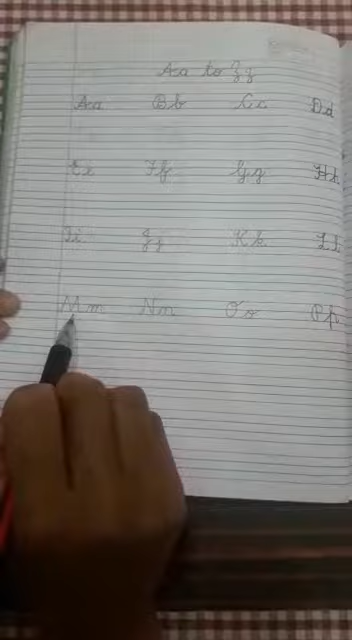 Aa to Zz
Aa Bb Cc Dd
Ee Ff Gg Hh
Ii Jj Kk Ll
Mm Nn Oo Pp